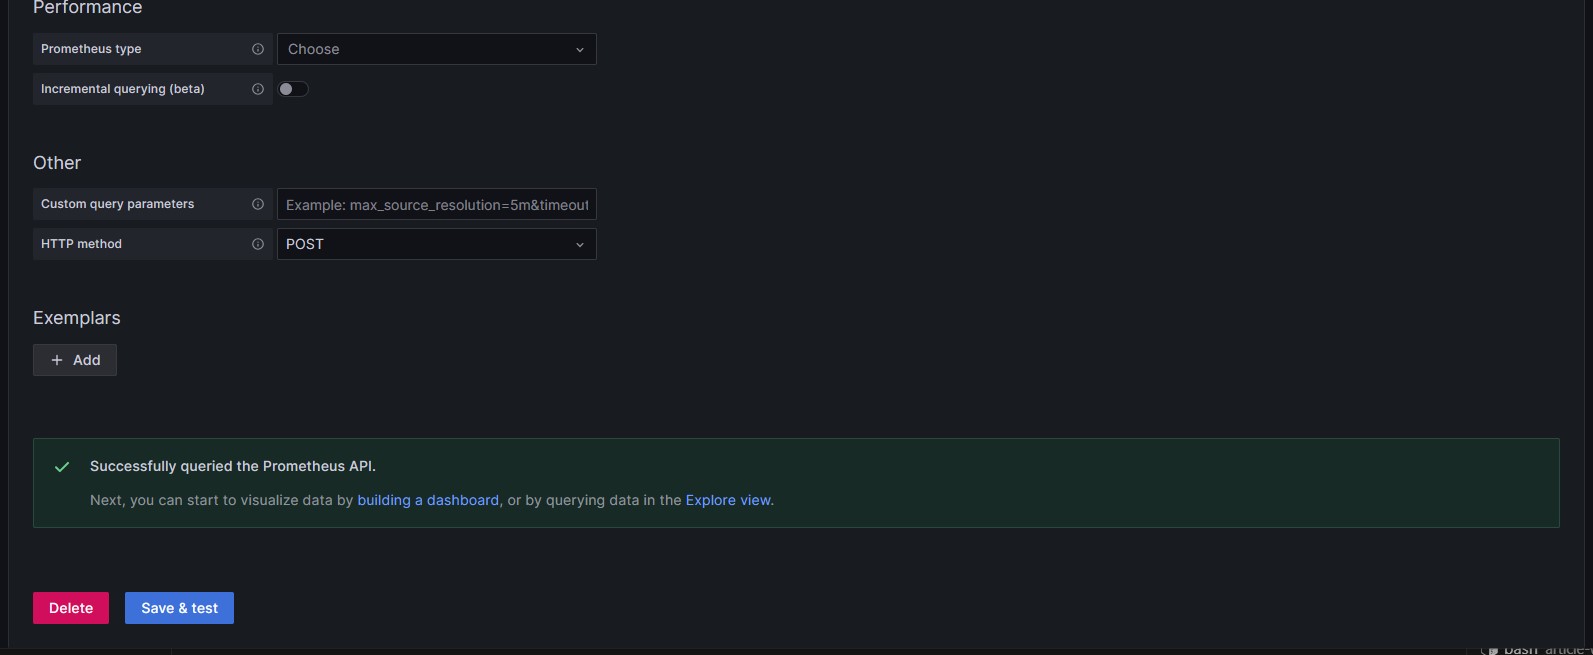 Performance
Prometheus type
Choose
Incremental querying (beta)
Other
Custom query parameters
Example: max_source_resolution=5m&timeout
HTTP method
POST
Exemplars
+ Add
Successfully queried the Prometheus API.
Next, you can start to visualize data by building a dashboard, or by querying data in the Explore view.
Delete
Save & test
bash article-